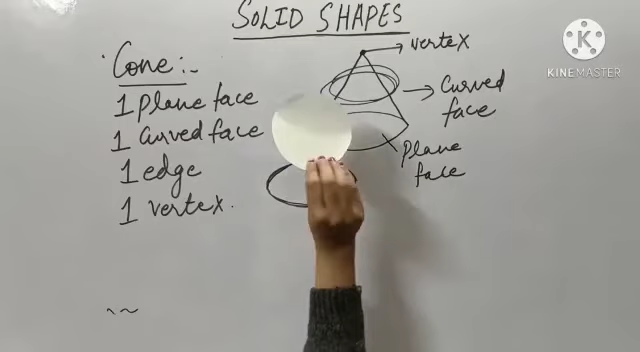 SOLID SHAPES
Cone:-
1 plane face
1 Curved face
1 edge
1 vertex.
vertex
Curved
face
Plane
face
KINEMASTER